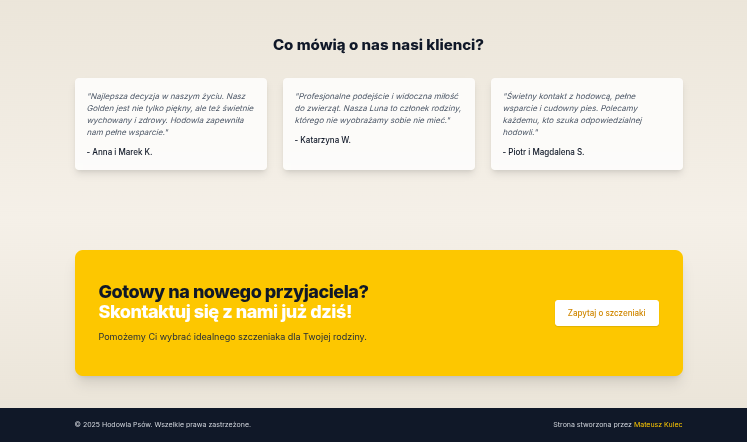 Co mówią o nas nasi klienci?
"Najlepsza decyzja w naszym życiu. Nasz
Golden jest nie tylko piękny, ale też świetnie
wychowany i zdrowy. Hodowla zapewniła
nam pełne wsparcie."
- Anna i Marek K.
"Profesjonalne podejście i widoczna miłość
do zwierząt. Nasza Luna to członek rodziny,
którego nie wyobrażamy sobie nie mieć."
- Katarzyna W.
"Świetny kontakt z hodowcą, pełne
wsparcie i cudowny pies. Polecamy
każdemu, kto szuka odpowiedzialnej
hodowli."
- Piotr i Magdalena S.
Gotowy na nowego przyjaciela?
Skontaktuj się z nami już dziś!
Pomożemy Ci wybrać idealnego szczeniaka dla Twojej rodziny.
Zapytaj o szczeniaki
© 2025 Hodowla Psów. Wszelkie prawa zastrzeżone.
Strona stworzona przez Mateusz Kulec